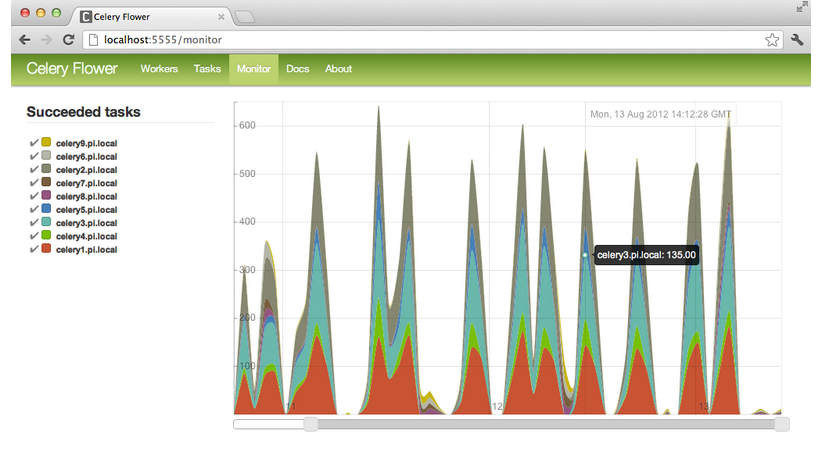 Celery Flower
localhost:5555/monitor
Celery Flower Workers Tasks Monitor Docs About
Succeeded tasks
celery9.pi.local
celery6.pi.local
celery2.pi.local
celery7.pi.local
celery8.pi.local
celery5.pi.local
celery3.pi.local
celery4.pi.local
celery1.pi.local
Mon, 13 Aug 2012 14:12:28 GMT
600
500
400
celery3.pi.local: 135.00
300
200
100
11 12 13